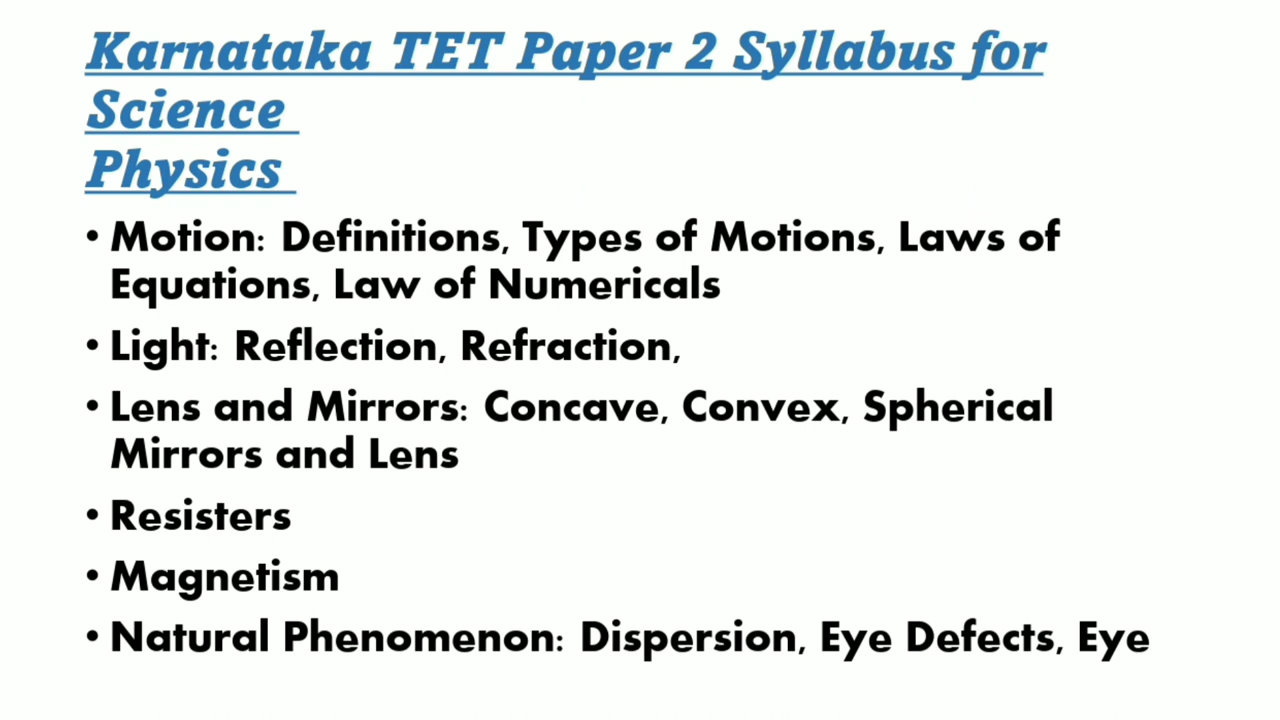 Karnataka TET Paper 2 Syllabus for
Science
Physics
• Motion: Definitions, Types of Motions, Laws of
Equations, Law of Numericals
• Light: Reflection, Refraction,
• Lens and Mirrors: Concave, Convex, Spherical
Mirrors and Lens
• Resisters
• Magnetism
• Natural Phenomenon: Dispersion, Eye Defects, Eye